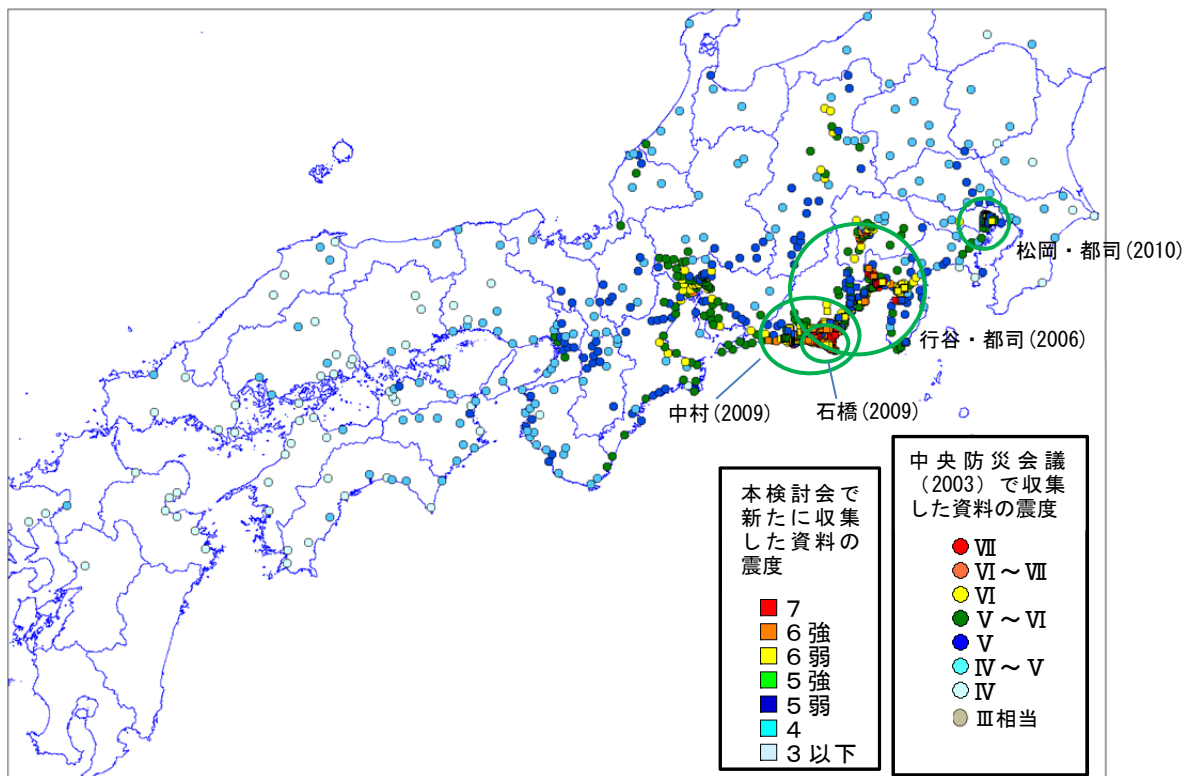 松岡・都司(2010)
行谷・都司(2006)
中村(2009)
石橋(2009)
本検討会で
新たに収集
した資料の
震度
7
6強
6弱
5強
5弱
4
3以下
中央防災会議
(2003)で収集
した資料の震度
Ⅶ
Ⅵ～Ⅶ
Ⅵ
Ⅴ～Ⅵ
Ⅴ
Ⅳ～Ⅴ
Ⅳ
Ⅲ相当